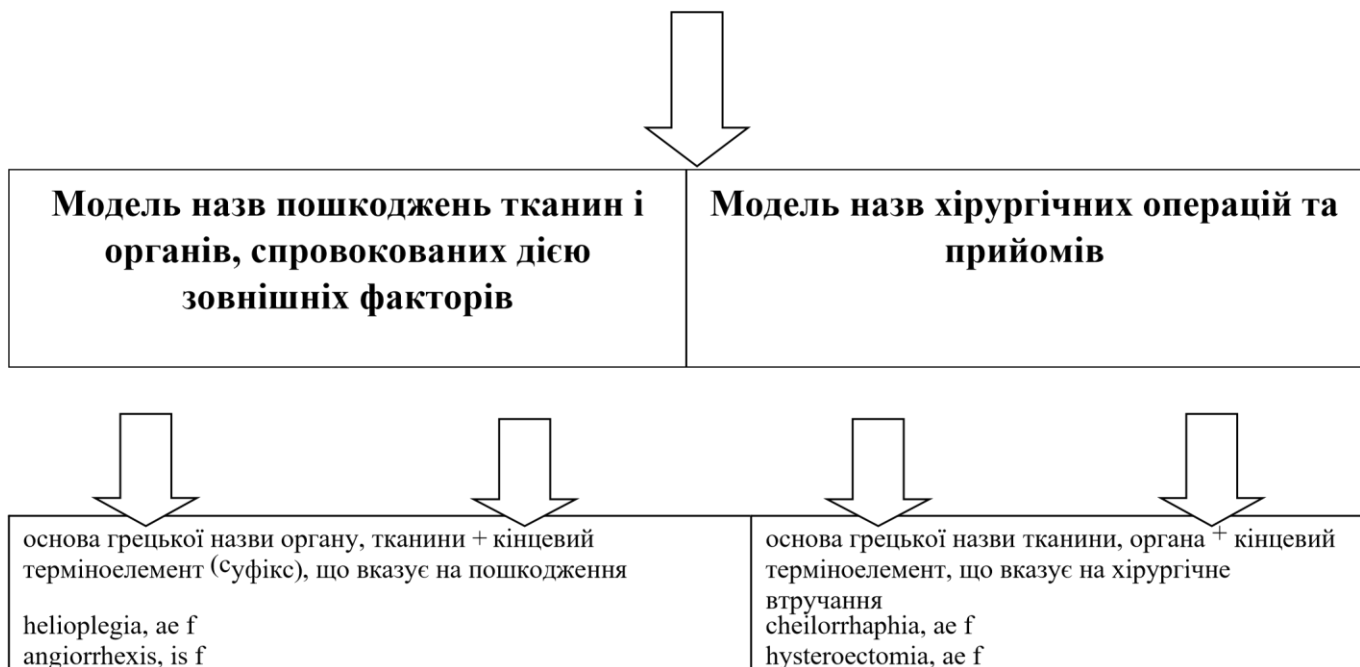 Модель назв пошкоджень тканин і
органів, спровокованих дією
зовнішніх факторів
Модель назв хірургічних операцій та
прийомів
основа грецької назви органу, тканини + кінцевий
терміноелемент (суфікс), що вказує на пошкодження
helioplegia, ae f
angiorrhexis, is f
основа грецької назви тканини, органа + кінцевий
терміноелемент, що вказує на хірургічне
втручання
cheilorrhaphia, ae f
hysteroectomia, ae f